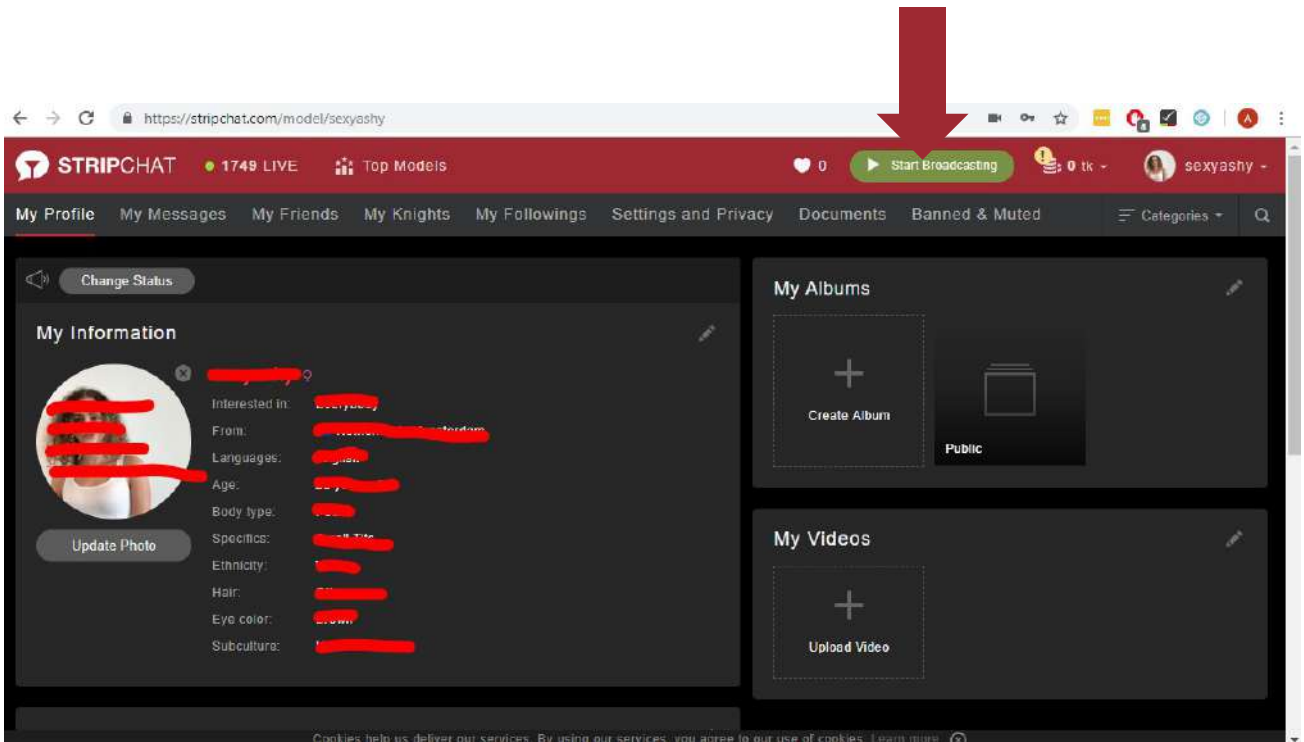 https://stripchat.com/model/sexyashy
STRIPCHAT 1749 LIVE Top Models 0 Start Broadcasting 0 tk sexyashy
My Profile My Messages My Friends My Knights My Followings Settings and Privacy Documents Banned & Muted Categories
Change Status
My Information
Interested in:
From:
Languages:
Age:
Body type:
Specifics:
Ethnicity:
Hair:
Eye color:
Subculture:
Update Photo
My Albums
Create Album
Public
My Videos
Upload Video
Cookies help us deliver our services. By using our services, you agree to our use of cookies. Learn more